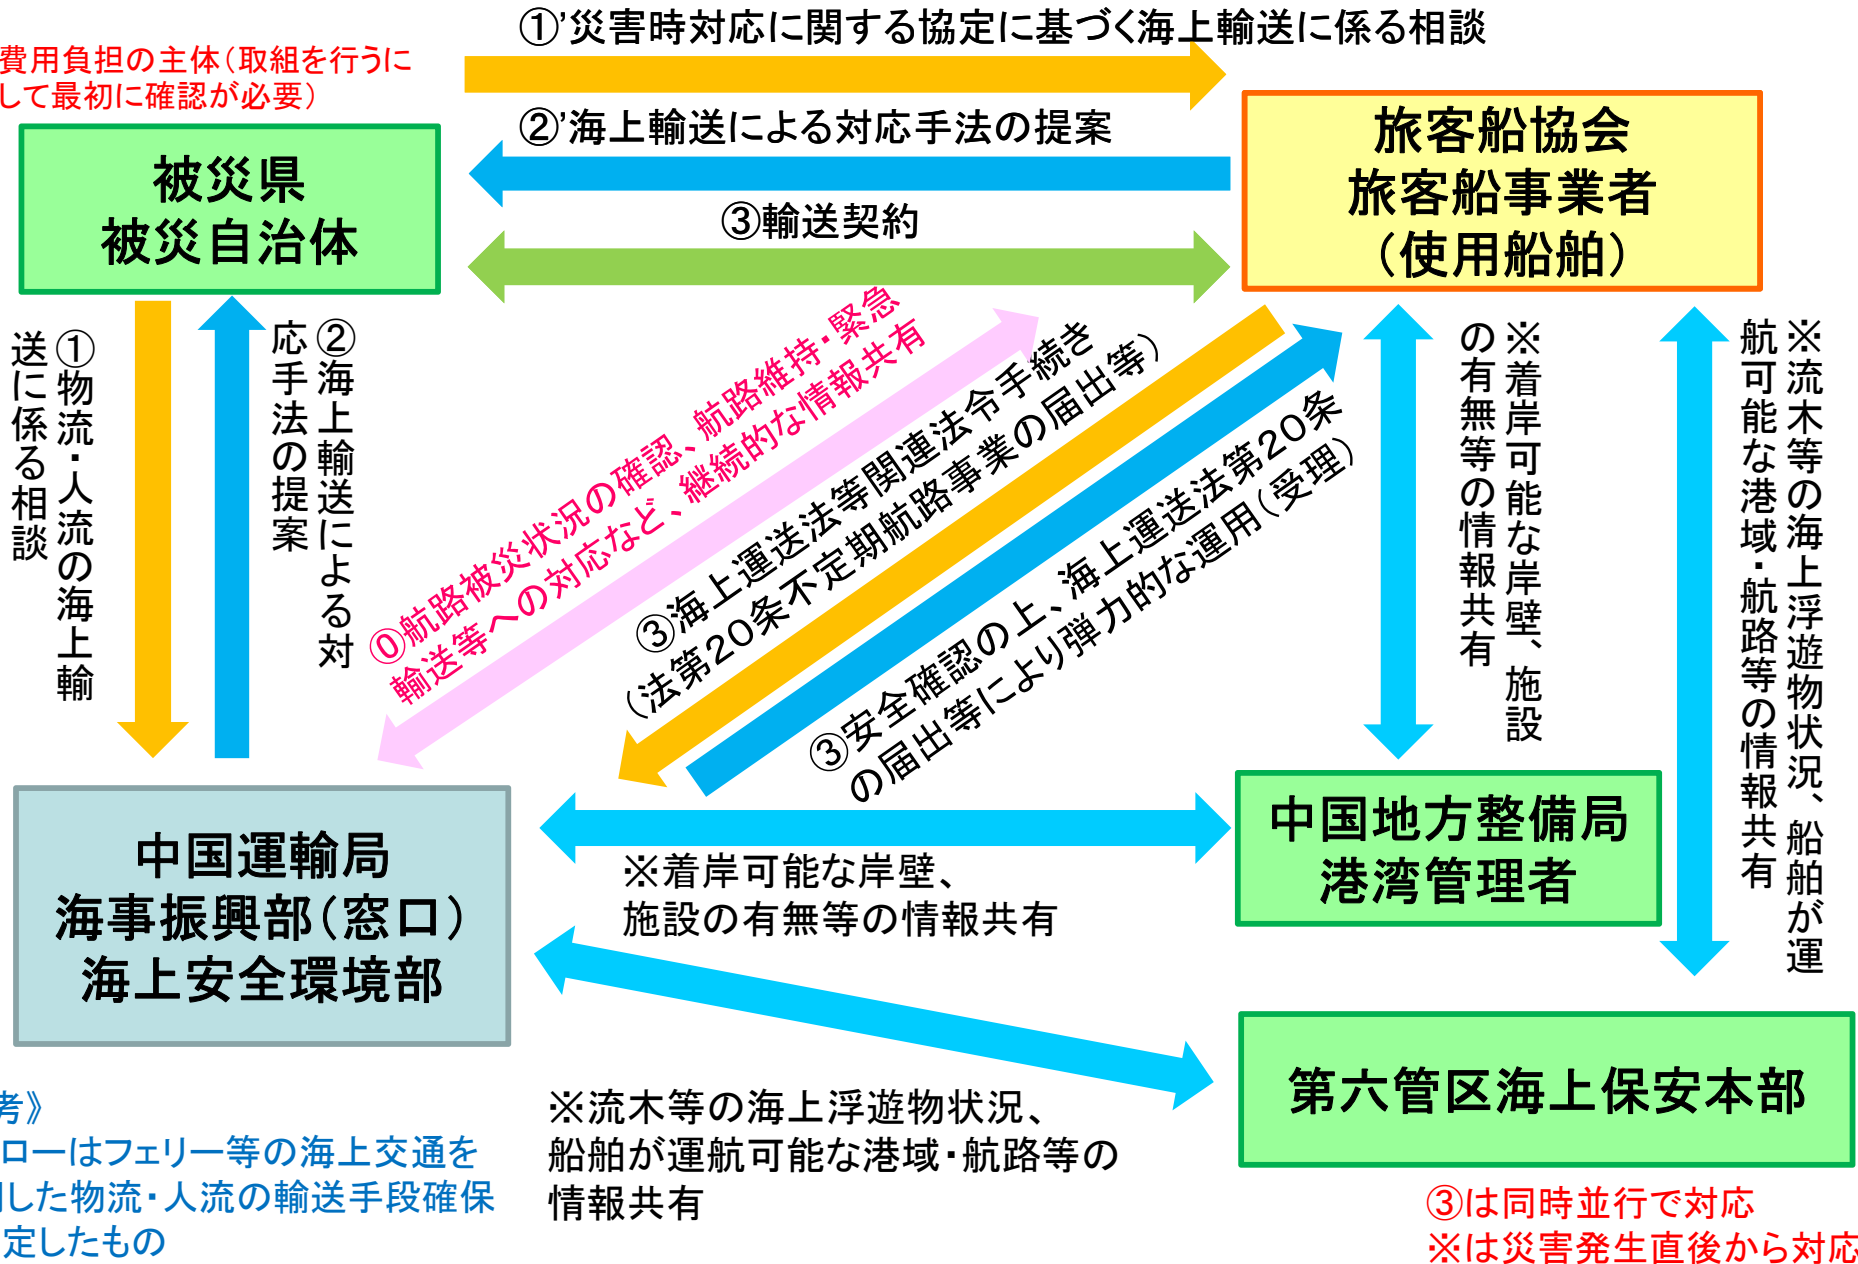 ①’災害時対応に関する協定に基づく海上輸送に係る相談
費用負担の主体（取組を行うに
して最初に確認が必要）
②’海上輸送による対応手法の提案
③輸送契約
被災県
被災自治体
旅客船協会
旅客船事業者
（使用船舶）
①物流・人流の海上輸
送に係る相談
②海上輸送による対
応手法の提案
⓪航路被災状況の確認、航路維持・緊急
輸送等への対応など、継続的な情報共有
③海上運送法等関連法令手続き
（法第２０条不定期航路事業の届出等）
③安全確認の上、海上運送法第２０条
の届出等により弾力的な運用（受理）
※着岸可能な岸壁、施設
の有無等の情報共有
※流木等の海上浮遊物状況、船舶が運
航可能な港域・航路等の情報共有
中国運輸局
海事振興部（窓口）
海上安全環境部
※着岸可能な岸壁、
施設の有無等の情報共有
中国地方整備局
港湾管理者
第六管区海上保安本部
※流木等の海上浮遊物状況、
船舶が運航可能な港域・航路等の
情報共有
考》
ローはフェリー等の海上交通を
した物流・人流の輸送手段確保
定したもの
③は同時並行で対応
※は災害発生直後から対応